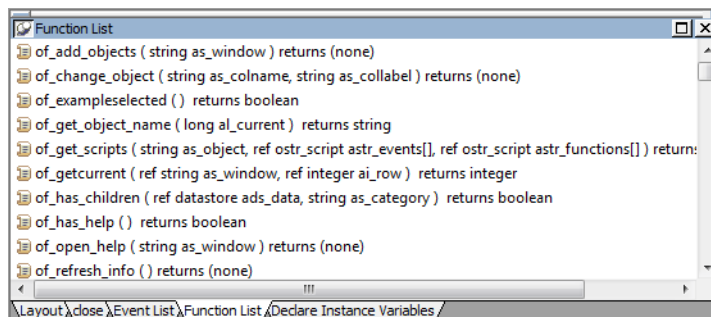 Function List
of_add_objects ( string as_window ) returns (none)
of_change_object ( string as_colname, string as_collabel ) returns (none)
of_exampleselected ( ) returns boolean
of_get_object_name ( long al_current ) returns string
of_get_scripts ( string as_object, ref ostr_script astr_events[], ref ostr_script astr_functions[] ) returns
of_getcurrent ( ref string as_window, ref integer ai_row ) returns integer
of_has_children ( ref datastore ads_data, string as_category ) returns boolean
of_has_help ( ) returns boolean
of_open_help ( string as_window ) returns (none)
of_refresh_info ( ) returns (none)
Layout close Event List Function List Declare Instance Variables